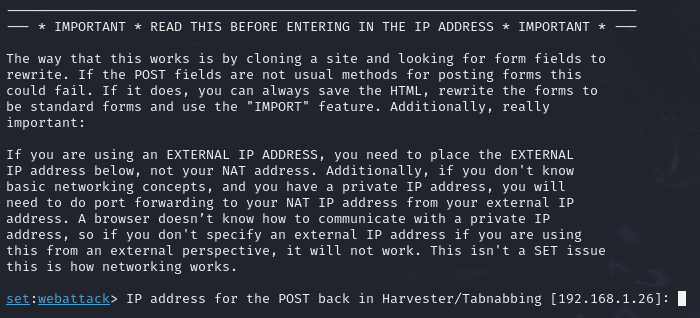 --- * IMPORTANT * READ THIS BEFORE ENTERING IN THE IP ADDRESS * IMPORTANT * ---
The way that this works is by cloning a site and looking for form fields to
rewrite. If the POST fields are not usual methods for posting forms this
could fail. If it does, you can always save the HTML, rewrite the forms to
be standard forms and use the "IMPORT" feature. Additionally, really
important:
If you are using an EXTERNAL IP ADDRESS, you need to place the EXTERNAL
IP address below, not your NAT address. Additionally, if you don't know
basic networking concepts, and you have a private IP address, you will
need to do port forwarding to your NAT IP address from your external IP
address. A browser doesn’t know how to communicate with a private IP
address, so if you don't specify an external IP address if you are using
this from an external perspective, it will not work. This isn't a SET issue
this is how networking works.
set:webattack> IP address for the POST back in Harvester/Tabnabbing [192.168.1.26]: